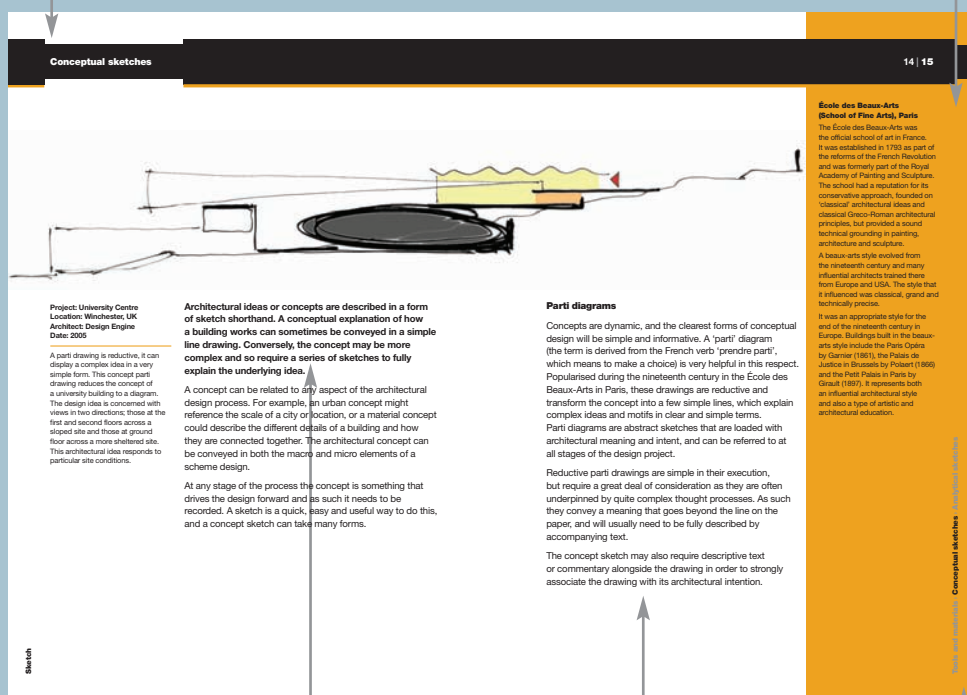 Conceptual sketches
14 | 15
Project: University Centre
Location: Winchester, UK
Architect: Design Engine
Date: 2005
A parti drawing is reductive, it can
display a complex idea in a very
simple form. This concept parti
drawing reduces the concept of
a university building to a diagram.
The design idea is concerned with
views in two directions; those at the
first and second floors across a
sloped site and those at ground
floor across a more sheltered site.
This architectural idea responds to
particular site conditions.
Architectural ideas or concepts are described in a form
of sketch shorthand. A conceptual explanation of how
a building works can sometimes be conveyed in a simple
line drawing. Conversely, the concept may be more
complex and so require a series of sketches to fully
explain the underlying idea.
A concept can be related to any aspect of the architectural
design process. For example, an urban concept might
reference the scale of a city or location, or a material concept
could describe the different details of a building and how
they are connected together. The architectural concept can
be conveyed in both the macro and micro elements of a
scheme design.
At any stage of the process the concept is something that
drives the design forward and as such it needs to be
recorded. A sketch is a quick, easy and useful way to do this,
and a concept sketch can take many forms.
Parti diagrams
Concepts are dynamic, and the clearest forms of conceptual
design will be simple and informative. A ‘parti’ diagram
(the term is derived from the French verb ‘prendre parti’,
which means to make a choice) is very helpful in this respect.
Popularised during the nineteenth century in the École des
Beaux-Arts in Paris, these drawings are reductive and
transform the concept into a few simple lines, which explain
complex ideas and motifs in clear and simple terms.
Parti diagrams are abstract sketches that are loaded with
architectural meaning and intent, and can be referred to at
all stages of the design project.
Reductive parti drawings are simple in their execution,
but require a great deal of consideration as they are often
underpinned by quite complex thought processes. As such
they convey a meaning that goes beyond the line on the
paper, and will usually need to be fully described by
accompanying text.
The concept sketch may also require descriptive text
or commentary alongside the drawing in order to strongly
associate the drawing with its architectural intention.
École des Beaux-Arts
(School of Fine Arts), Paris
The École des Beaux-Arts was
the official school of art in France.
It was established in 1793 as part of
the reforms of the French Revolution
and was formerly part of the Royal
Academy of Painting and Sculpture.
The school had a reputation for its
conservative approach, founded on
‘classical’ architectural ideas and
classical Greco-Roman architectural
principles, but provided a sound
technical grounding in painting,
architecture and sculpture.
A beaux-arts style evolved from
the nineteenth century and many
influential architects trained there
from Europe and USA. The style that
it influenced was classical, grand and
technically precise.
It was an appropriate style for the
end of the nineteenth century in
Europe. Buildings built in the beaux-
arts style include the Paris Opéra
by Garnier (1861), the Palais de
Justice in Brussels by Polaert (1866)
and the Petit Palais in Paris by
Girault (1897). It represents both
an influential architectural style
and also a type of artistic and
architectural education.
Sketch
Tools and materials · Conceptual sketches · Analytical sketches